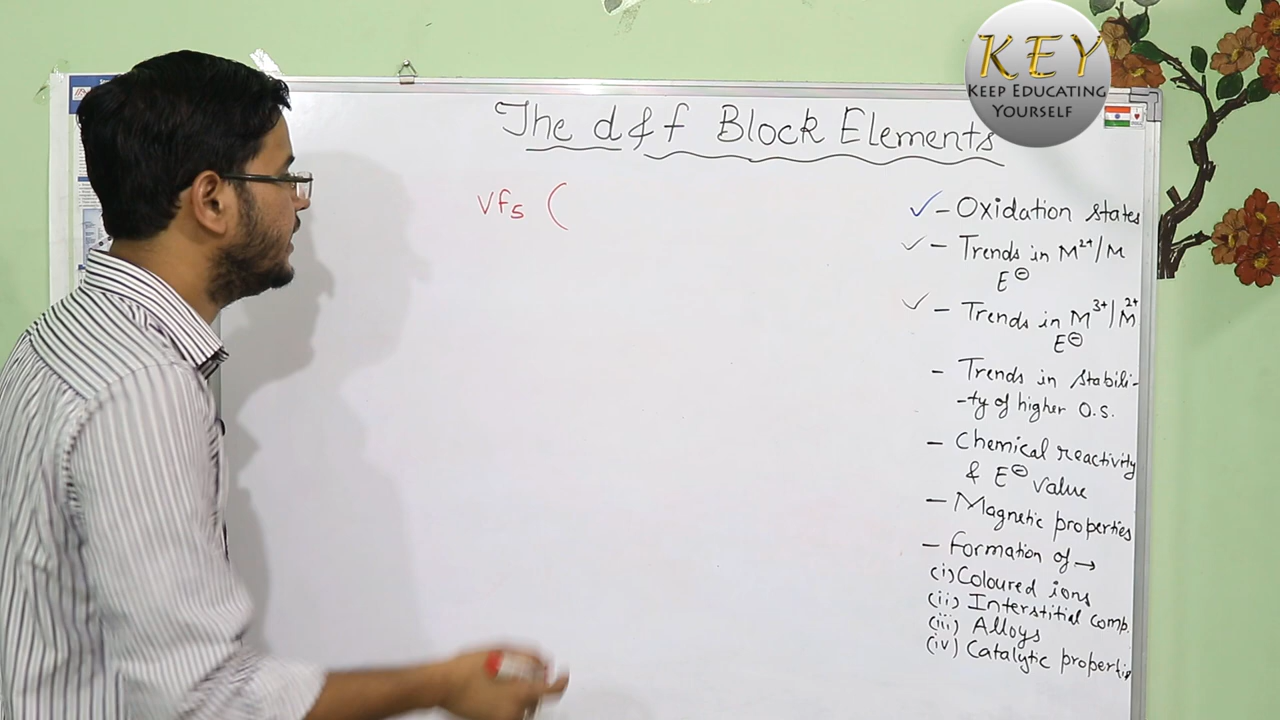 KEY
KEEP EDUCATING
YOURSELF
The d & f Block Elements
VF5 (
✓ - Oxidation states
✓ - Trends in M²⁺/M
E⊖
✓ - Trends in M³⁺/M²⁺
E⊖
- Trends in stabili-
-ty of higher O.S.
- Chemical reactivity
& E⊖ value
- Magnetic properties
- Formation of →
(i) Coloured ions
(ii) Interstitial comp.
(iii) Alloys
(iv) Catalytic properties